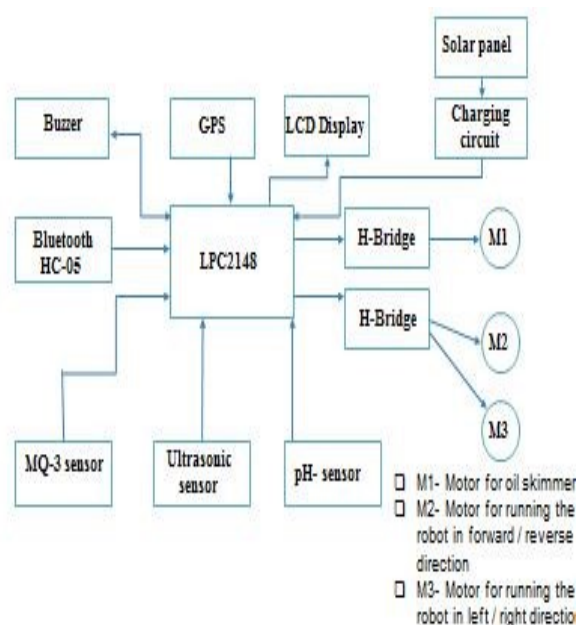 Solar panel
Buzzer
GPS
LCD Display
Charging
circuit
Bluetooth
HC-05
LPC2148
H-Bridge
M1
H-Bridge
M2
M3
MQ-3 sensor
Ultrasonic
sensor
pH- sensor
M1- Motor for oil skimmer
M2- Motor for running the
robot in forward / reverse
direction
M3- Motor for running the
robot in left / right directio